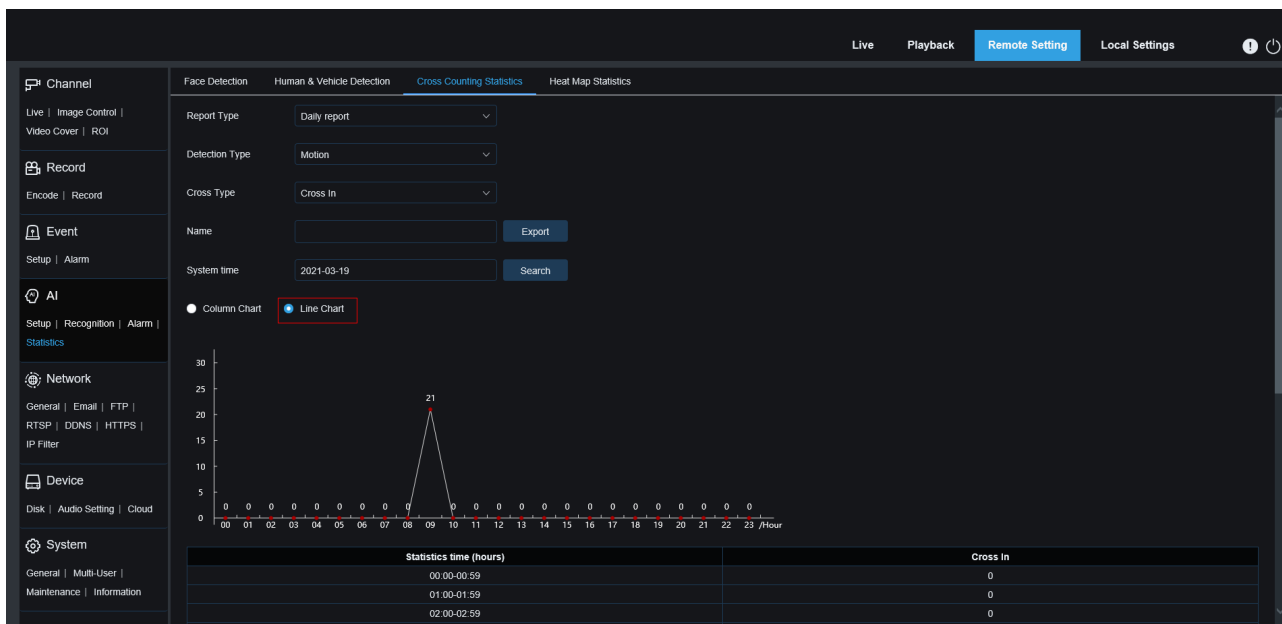 Live Playback Remote Setting Local Settings
Channel
Live | Image Control |
Video Cover | ROI
Record
Encode | Record
Event
Setup | Alarm
AI
Setup | Recognition | Alarm |
Statistics
Network
General | Email | FTP |
RTSP | DDNS | HTTPS |
IP Filter
Device
Disk | Audio Setting | Cloud
System
General | Multi-User |
Maintenance | Information
Face Detection Human & Vehicle Detection Cross Counting Statistics Heat Map Statistics
Report Type Daily report
Detection Type Motion
Cross Type Cross In
Name Export
System time 2021-03-19 Search
Column Chart Line Chart
30
25
21
20
15
10
5
0 0 0 0 0 0 0 0 0 0 0 0 0 0 0 0 0 0 0 0 0 0 0
0
00 01 02 03 04 05 06 07 08 09 10 11 12 13 14 15 16 17 18 19 20 21 22 23 /Hour
Statistics time (hours) Cross In
00:00-00:59 0
01:00-01:59 0
02:00-02:59 0